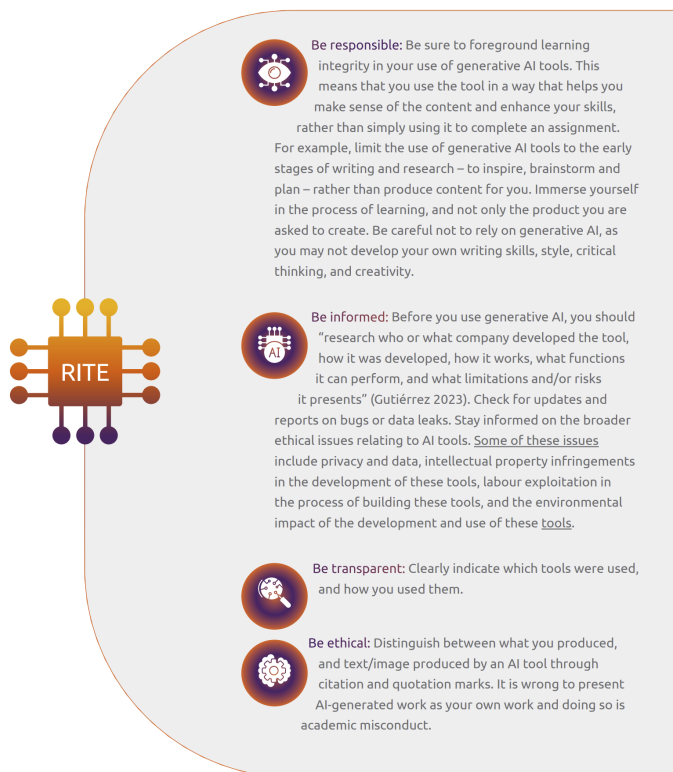 Be responsible: Be sure to foreground learning
integrity in your use of generative AI tools. This
means that you use the tool in a way that helps you
make sense of the content and enhance your skills,
rather than simply using it to complete an assignment.
For example, limit the use of generative AI tools to the early
stages of writing and research – to inspire, brainstorm and
plan – rather than produce content for you. Immerse yourself
in the process of learning, and not only the product you are
asked to create. Be careful not to rely on generative AI, as
you may not develop your own writing skills, style, critical
thinking, and creativity.
RITE
AI
Be informed: Before you use generative AI, you should
“research who or what company developed the tool,
how it was developed, how it works, what functions
it can perform, and what limitations and/or risks
it presents” (Gutiérrez 2023). Check for updates and
reports on bugs or data leaks. Stay informed on the broader
ethical issues relating to AI tools. Some of these issues
include privacy and data, intellectual property infringements
in the development of these tools, labour exploitation in
the process of building these tools, and the environmental
impact of the development and use of these tools.
Be transparent: Clearly indicate which tools were used,
and how you used them.
Be ethical: Distinguish between what you produced,
and text/image produced by an AI tool through
citation and quotation marks. It is wrong to present
AI-generated work as your own work and doing so is
academic misconduct.